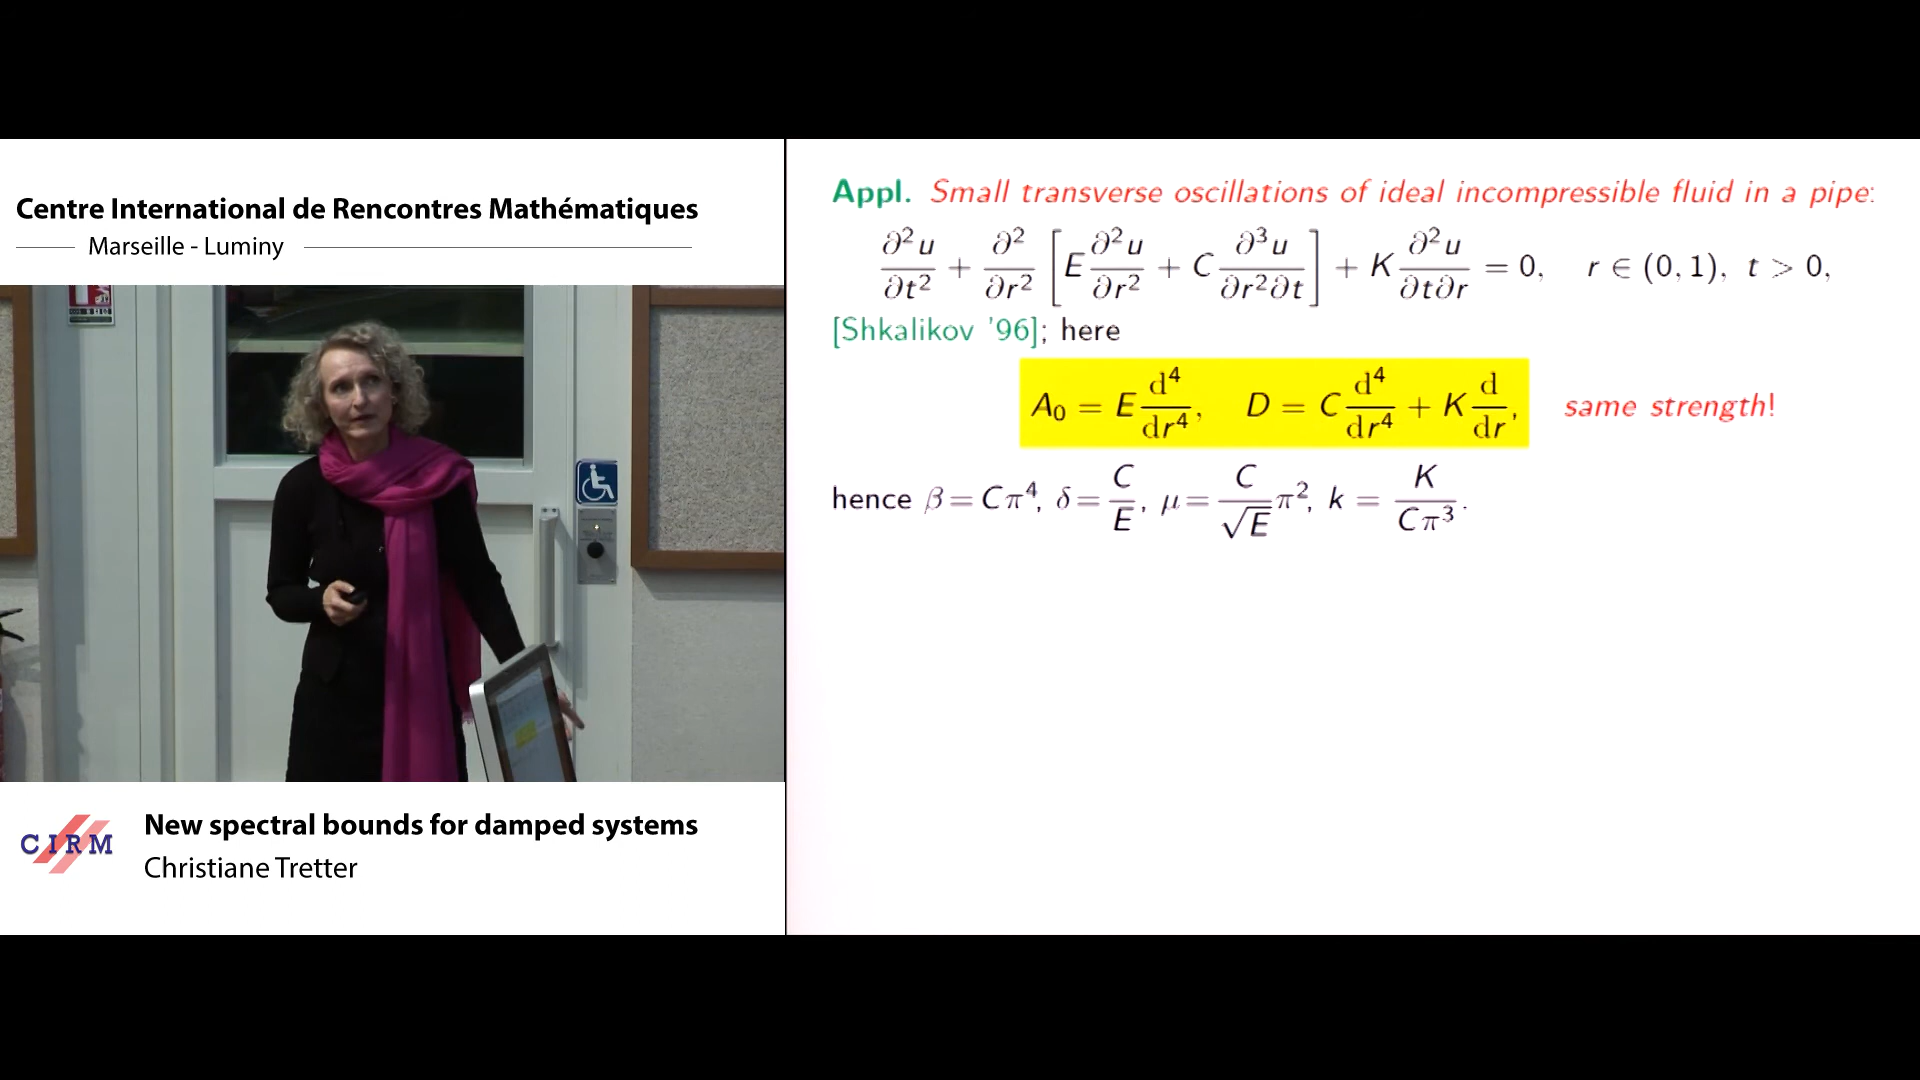 Centre International de Rencontres Mathématiques
Marseille - Luminy
CIRM
New spectral bounds for damped systems
Christiane Tretter
Appl. Small transverse oscillations of ideal incompressible fluid in a pipe:
∂²u/∂t² + ∂²/∂r² [E ∂²u/∂r² + C ∂³u/∂r²∂t] + K ∂²u/∂t∂r = 0, r ∈ (0, 1), t > 0,
[Shkalikov '96]; here
A₀ = E d⁴/dr⁴, D = C d⁴/dr⁴ + K d/dr, same strength!
hence β = Cπ⁴, δ = C/E, μ = C/√E π², k = K/Cπ³.